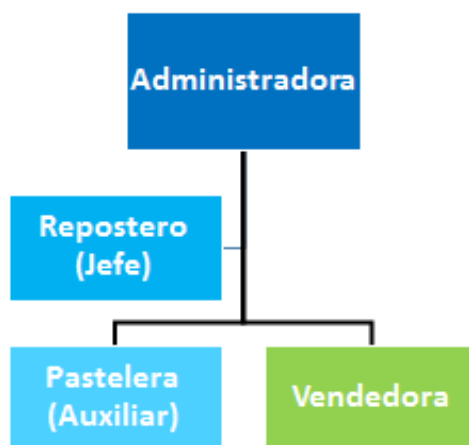 Administradora
Repostero
(Jefe)
Pastelera
(Auxiliar)
Vendedora